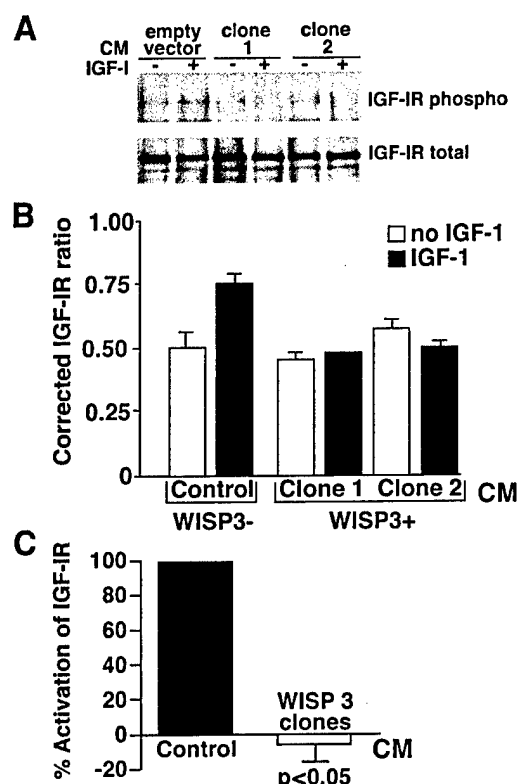 A
empty vector
clone 1
clone 2
CM
IGF-I
- + - + - +
IGF-IR phospho
IGF-IR total
B
Corrected IGF-IR ratio
1.00
0.75
0.50
0.25
0
no IGF-1
IGF-1
Control
Clone 1
Clone 2
CM
WISP3-
WISP3+
C
% Activation of IGF-IR
100
80
60
40
20
0
-20
Control
WISP 3
clones
CM
p<0.05